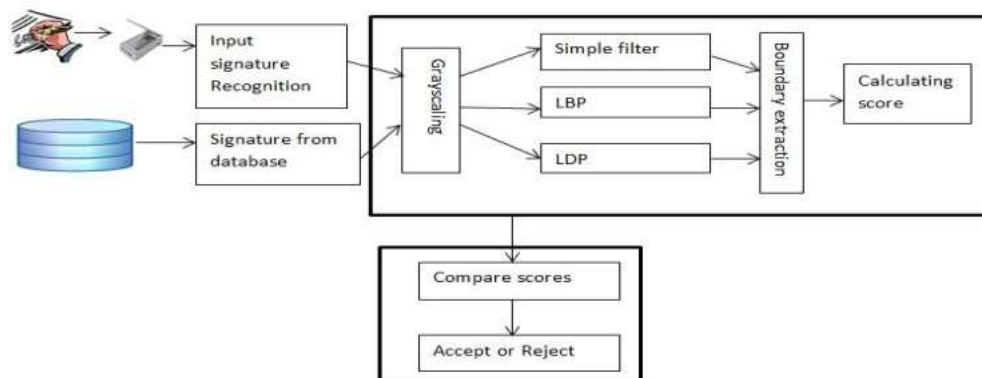 Input
signature
Recognition
Signature from
database
Grayscaling
Simple filter
LBP
LDP
Boundary extraction
Calculating
score
Compare scores
Accept or Reject